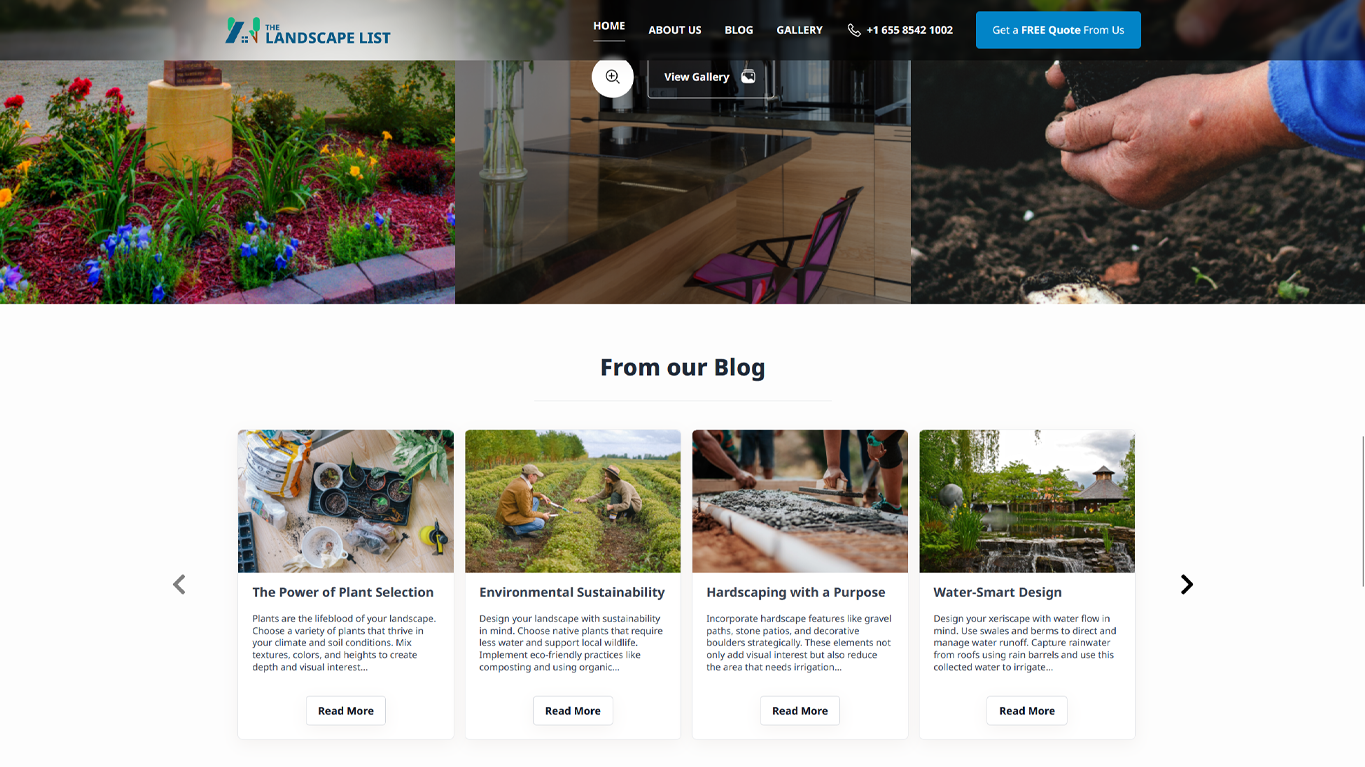 THE
LANDSCAPE LIST
HOME
ABOUT US
BLOG
GALLERY
+1 655 8542 1002
Get a FREE Quote From Us
View Gallery
From our Blog
The Power of Plant Selection
Plants are the lifeblood of your landscape.
Choose a variety of plants that thrive in
your climate and soil conditions. Mix
textures, colors, and heights to create
depth and visual interest...
Read More
Environmental Sustainability
Design your landscape with sustainability
in mind. Choose native plants that require
less water and support local wildlife.
Implement eco-friendly practices like
composting and using organic...
Read More
Hardscaping with a Purpose
Incorporate hardscape features like gravel
paths, stone patios, and decorative
boulders strategically. These elements not
only add visual interest but also reduce
the area that needs irrigation...
Read More
Water-Smart Design
Design your xeriscape with water flow in
mind. Use swales and berms to direct and
manage water runoff. Capture rainwater
from roofs using rain barrels and use this
collected water to irrigate...
Read More